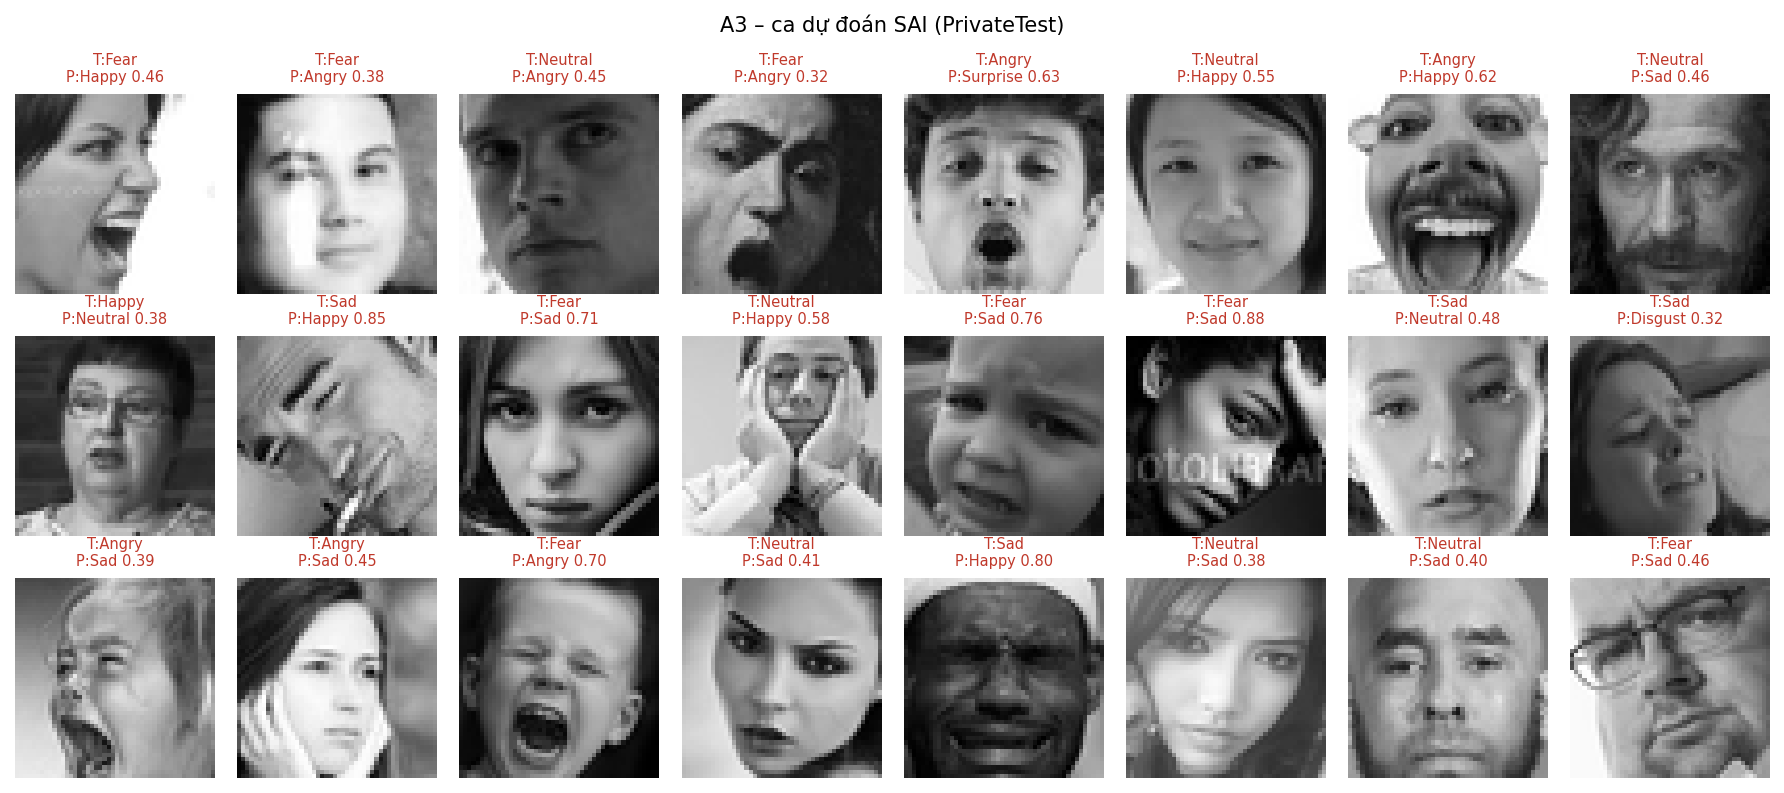 A3 – ca dự đoán SAI (PrivateTest)
T:Fear
P:Happy 0.46
T:Fear
P:Angry 0.38
T:Neutral
P:Angry 0.45
T:Fear
P:Angry 0.32
T:Angry
P:Surprise 0.63
T:Neutral
P:Happy 0.55
T:Angry
P:Happy 0.62
T:Neutral
P:Sad 0.46
T:Happy
P:Neutral 0.38
T:Sad
P:Happy 0.85
T:Fear
P:Sad 0.71
T:Neutral
P:Happy 0.58
T:Fear
P:Sad 0.76
T:Fear
P:Sad 0.88
T:Sad
P:Neutral 0.48
T:Sad
P:Disgust 0.32
T:Angry
P:Sad 0.39
T:Angry
P:Sad 0.45
T:Fear
P:Angry 0.70
T:Neutral
P:Sad 0.41
T:Sad
P:Happy 0.80
T:Neutral
P:Sad 0.38
T:Neutral
P:Sad 0.40
T:Fear
P:Sad 0.46